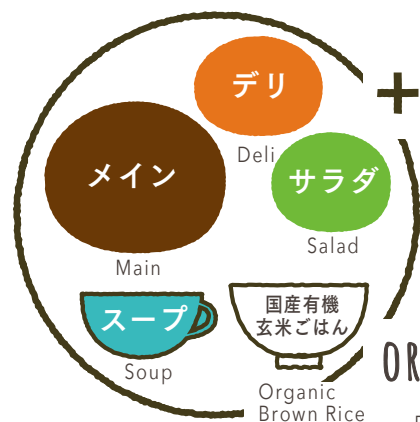 デリ
Deli
+
メイン
Main
サラダ
Salad
スープ
Soup
国産有機
玄米ごはん
Organic
Brown Rice
OR